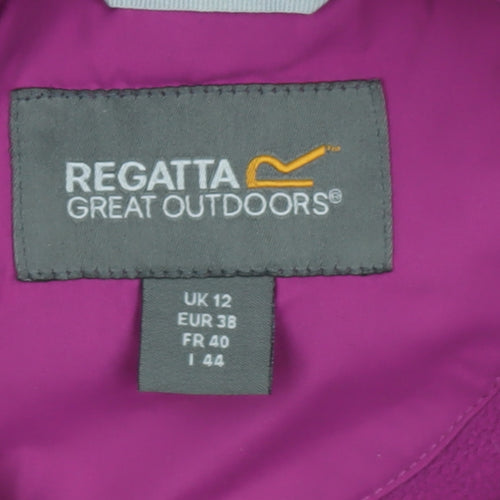 REGATTA
GREAT OUTDOORS®
UK 12
EUR 38
FR 40
I 44